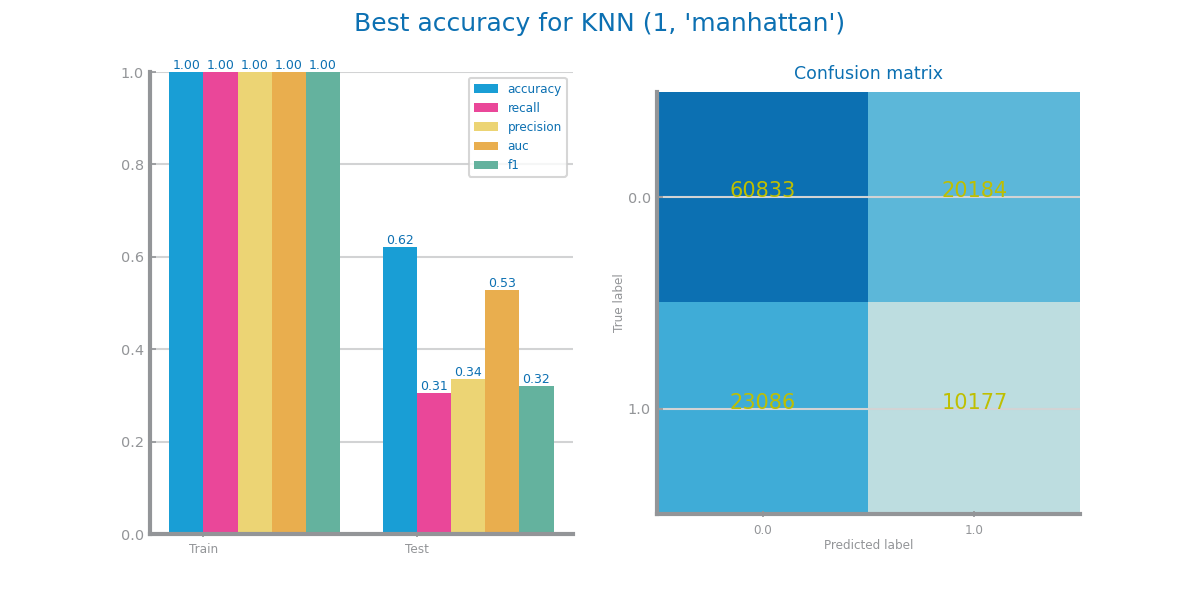 Best accuracy for KNN (1, 'manhattan')
1.00 1.00 1.00 1.00 1.00
1.0
0.8
0.6
0.4
0.2
0.0
accuracy
recall
precision
auc
f1
0.62
0.31
0.34
0.53
0.32
Train
Test
Confusion matrix
True label
0.0
60833
20184
1.0
23086
10177
0.0
1.0
Predicted label